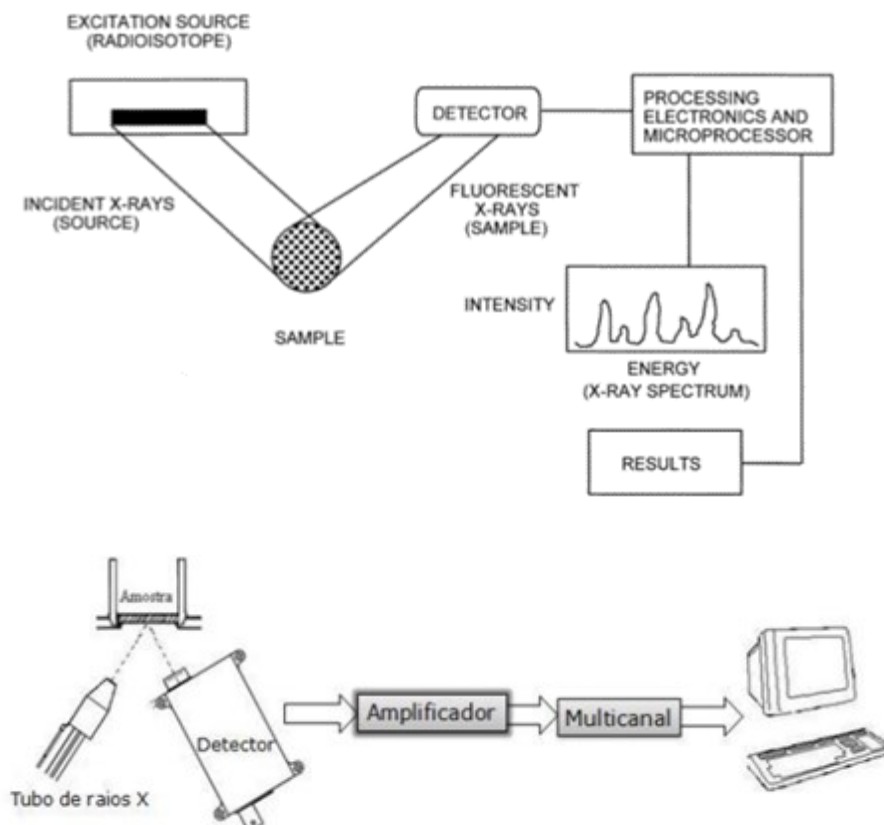 EXCITATION SOURCE
(RADIOISOTOPE)
DETECTOR
PROCESSING
ELECTRONICS AND
MICROPROCESSOR
INCIDENT X-RAYS
(SOURCE)
FLUORESCENT
X-RAYS
(SAMPLE)
SAMPLE
INTENSITY
ENERGY
(X-RAY SPECTRUM)
RESULTS
Amostra
Detector
Tubo de raios X
Amplificador
Multicanal